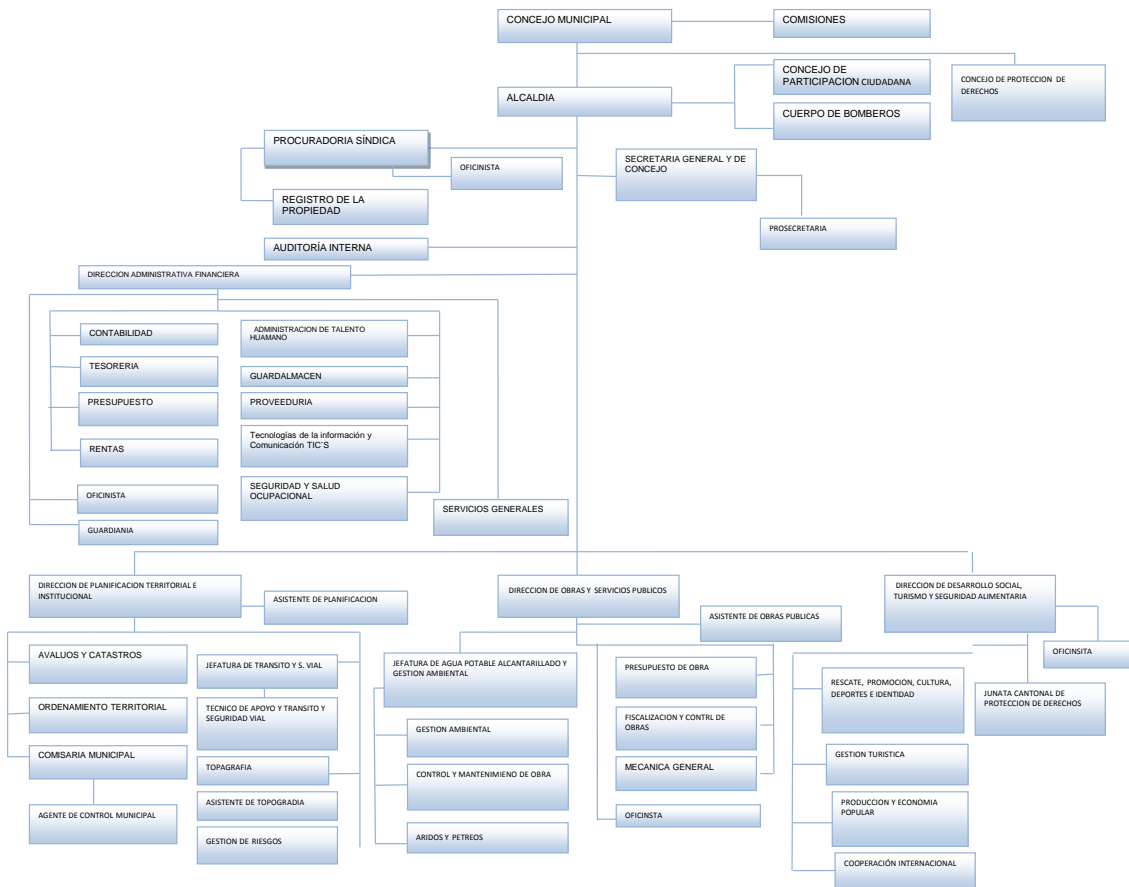 CONCEJO MUNICIPAL
COMISIONES
CONCEJO DE
PARTICIPACION CIUDADANA
CONCEJO DE PROTECCION DE
DERECHOS
ALCALDIA
CUERPO DE BOMBEROS
PROCURADORIA SÍNDICA
OFICINISTA
SECRETARIA GENERAL Y DE
CONCEJO
REGISTRO DE LA
PROPIEDAD
PROSECRETARIA
AUDITORÍA INTERNA
DIRECCION ADMINISTRATIVA FINANCIERA
CONTABILIDAD
TESORERIA
PRESUPUESTO
RENTAS
OFICINISTA
GUARDIANIA
ADMINISTRACION DE TALENTO
HUAMANO
GUARDALMACEN
PROVEEDURIA
Tecnologías de la información y
Comunicación TIC´S
SEGURIDAD Y SALUD
OCUPACIONAL
SERVICIOS GENERALES
DIRECCION DE PLANIFICACION TERRITORIAL E
INSTITUCIONAL
ASISTENTE DE PLANIFICACION
AVALUOS Y CATASTROS
ORDENAMIENTO TERRITORIAL
COMISARIA MUNICIPAL
AGENTE DE CONTROL MUNICIPAL
JEFATURA DE TRANSITO Y S. VIAL
TECNICO DE APOYO Y TRANSITO Y
SEGURIDAD VIAL
TOPAGRAFIA
ASISTENTE DE TOPOGRADIA
GESTION DE RIESGOS
DIRECCION DE OBRAS Y SERVICIOS PUBLICOS
ASISTENTE DE OBRAS PUBLICAS
JEFATURA DE AGUA POTABLE ALCANTARILLADO Y
GESTION AMBIENTAL
GESTION AMBIENTAL
CONTROL Y MANTENIMIENO DE OBRA
ARIDOS Y PETREOS
PRESUPUESTO DE OBRA
FISCALIZACION Y CONTRL DE
OBRAS
MECANICA GENERAL
OFICINSTA
DIRECCION DE DESARROLLO SOCIAL,
TURISMO Y SEGURIDAD ALIMENTARIA
OFICINSITA
RESCATE, PROMOCION, CULTURA,
DEPORTES E IDENTIDAD
JUNATA CANTONAL DE
PROTECCION DE DERECHOS
GESTION TURISTICA
PRODUCCION Y ECONOMIA
POPULAR
COOPERACIÓN INTERNACIONAL